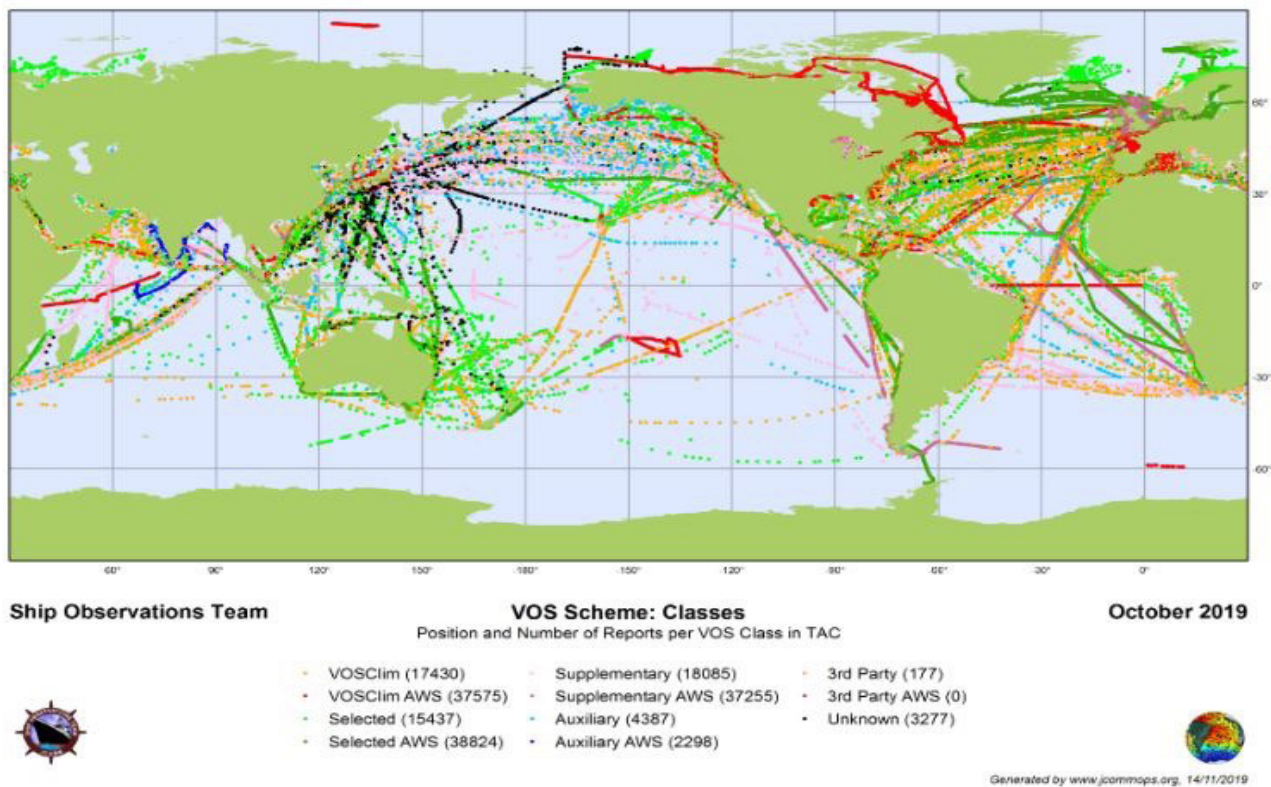 60°
30°
0°
-30°
-60°
60° 90° 120° 150° -180° -150° -120° -90° -60° -30° 0°
Ship Observations Team
VOS Scheme: Classes
October 2019
Position and Number of Reports per VOS Class in TAC
VOSClim (17430)
VOSClim AWS (37575)
Selected (15437)
Selected AWS (38824)
Supplementary (18085)
Supplementary AWS (37255)
Auxiliary (4387)
Auxiliary AWS (2298)
3rd Party (177)
3rd Party AWS (0)
Unknown (3277)
Generated by www.jcommops.org, 14/11/2019